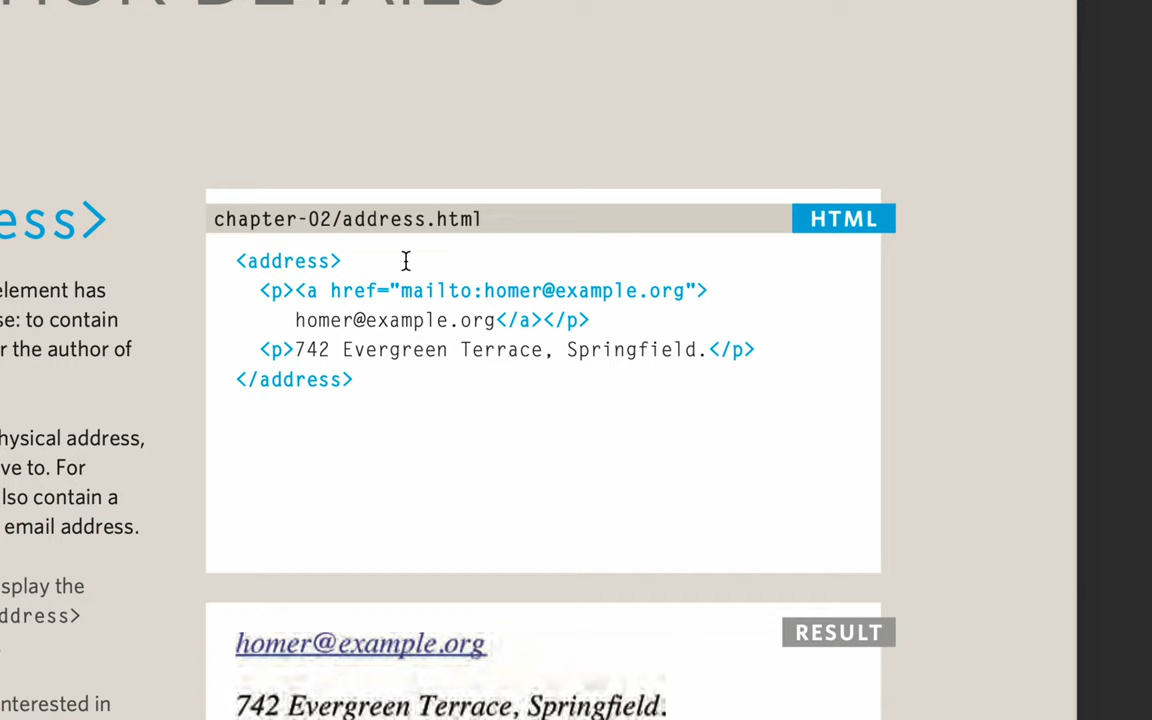 HOR DETAILS
ess>
element has
se: to contain
r the author of
hysical address,
ve to. For
lso contain a
email address.
splay the
ddress>
nterested in
chapter-02/address.html
HTML
<address>
<p><a href="mailto:homer@example.org">
homer@example.org</a></p>
<p>742 Evergreen Terrace, Springfield.</p>
</address>
RESULT
homer@example.org
742 Evergreen Terrace, Springfield.